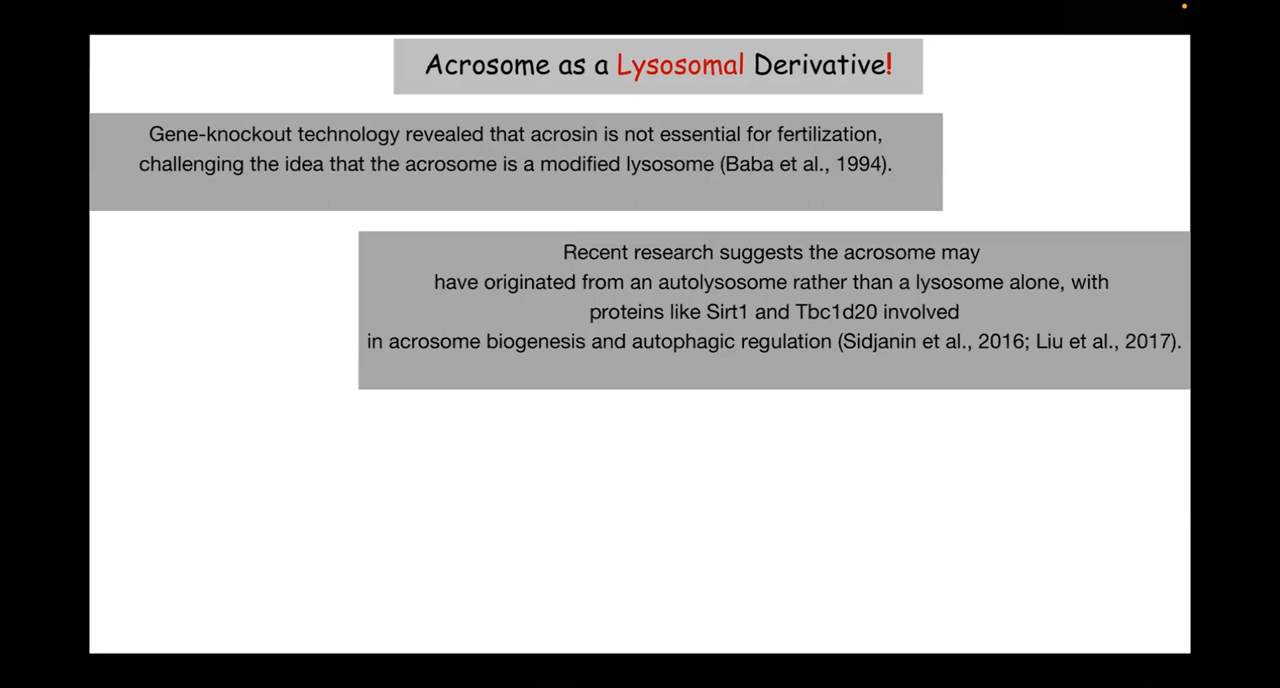 Acrosome as a Lysosomal Derivative!
Gene-knockout technology revealed that acrosin is not essential for fertilization,
challenging the idea that the acrosome is a modified lysosome (Baba et al., 1994).
Recent research suggests the acrosome may
have originated from an autolysosome rather than a lysosome alone, with
proteins like Sirt1 and Tbc1d20 involved
in acrosome biogenesis and autophagic regulation (Sidjanin et al., 2016; Liu et al., 2017).